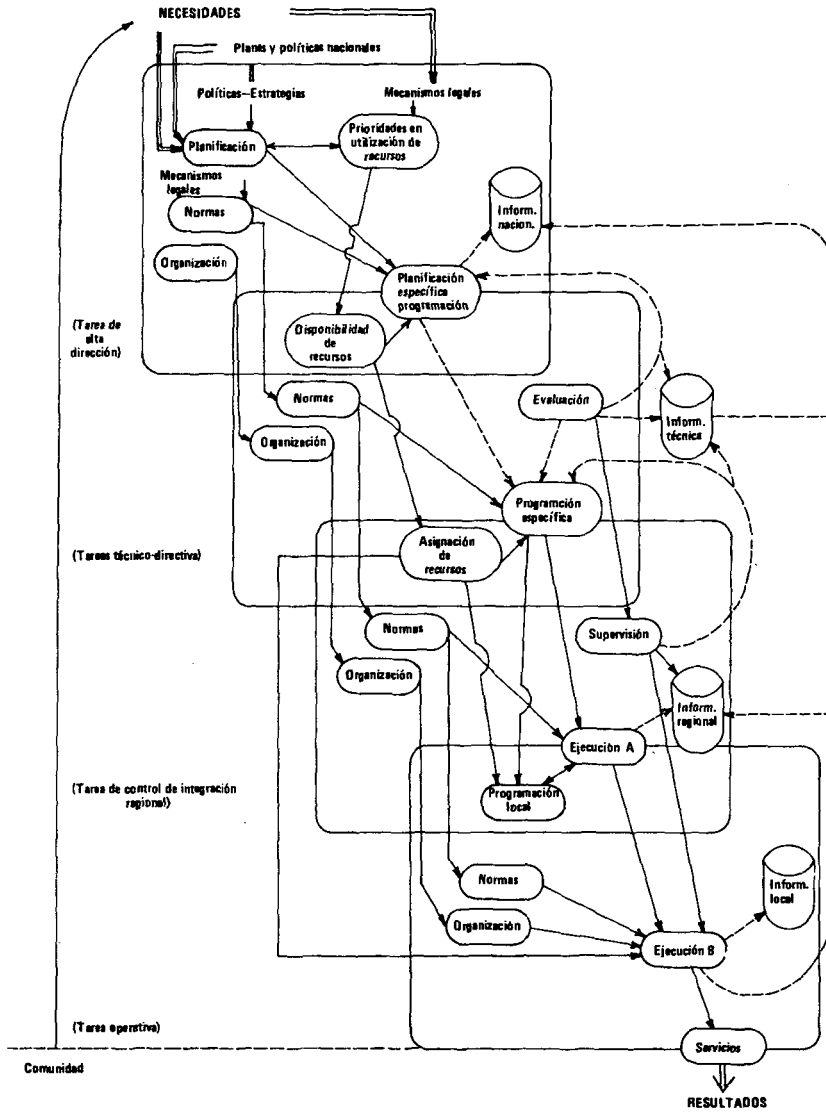 NECESIDADES
Planes y políticas nacionales
Políticas—Estrategias
Mecanismos legales
Planificación
Prioridades en
utilización de
recursos
Mecanismos
legales
Normas
Inform.
nacion.
Organización
Planificación
específica
programación
(Tarea de
alta
dirección)
Disponibilidad
de
recursos
Normas
Evaluación
Inform.
técnica
Organización
Programción
específica
(Tareas técnico-directiva)
Asignación
de
recursos
Normas
Supervisión
Organización
Inform.
regional
Ejecución A
(Tarea de control de integración
regional)
Programación
local
Normas
Inform.
local
Organización
Ejecución B
(Tarea operativa)
Servicios
Comunidad
RESULTADOS